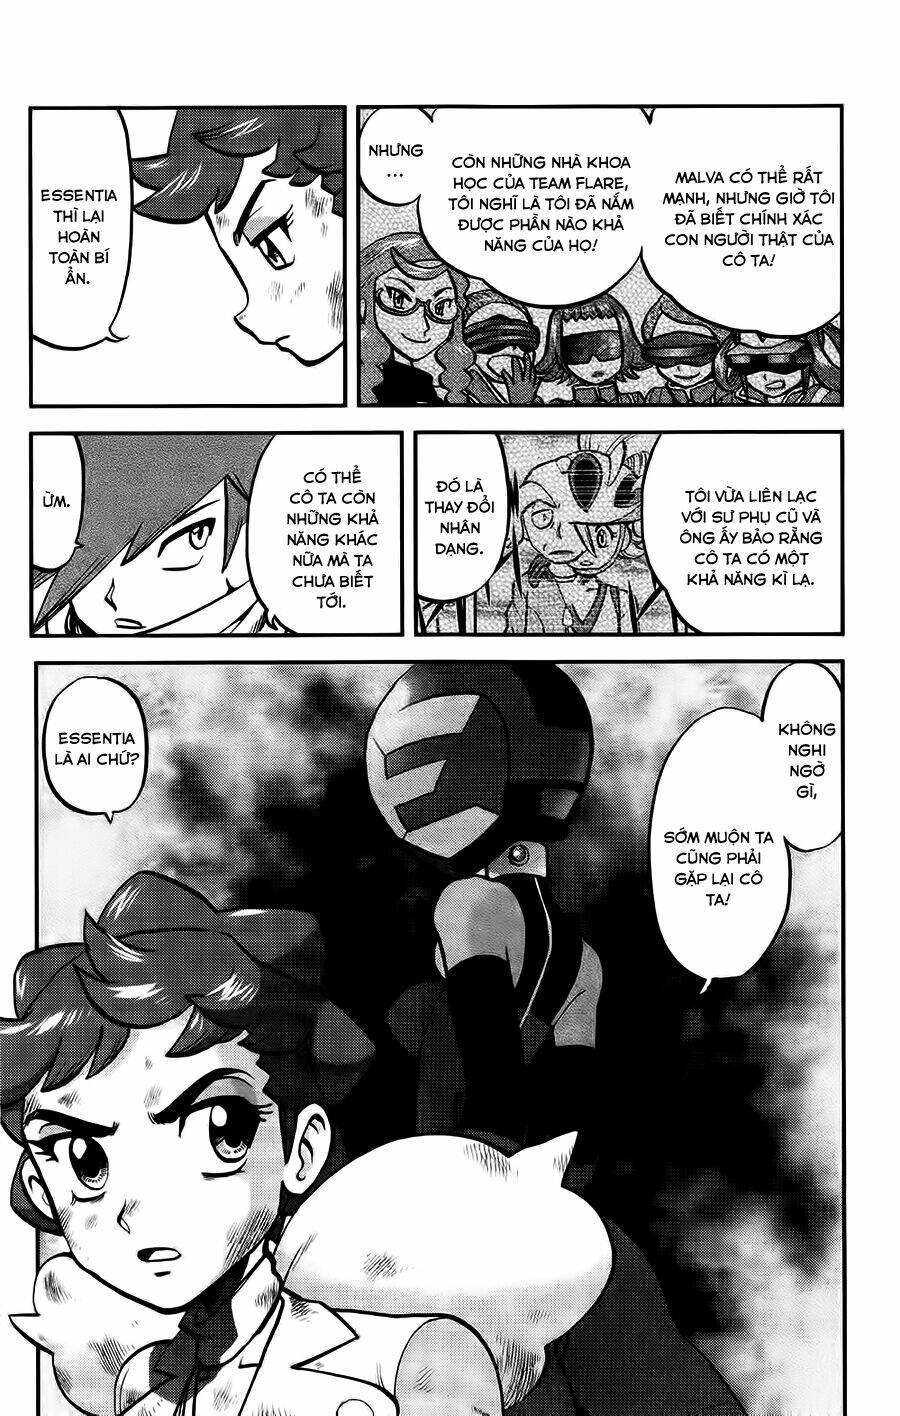 MALVA CÓ THỂ RẤT
MẠNH, NHƯNG GIỜ TÔI
ĐÃ BIẾT CHÍNH XÁC
CON NGƯỜI THẬT CỦA
CÔ TA!
CÒN NHỮNG NHÀ KHOA
HỌC CỦA TEAM FLARE,
TÔI NGHĨ LÀ TÔI ĐÃ NẮM
ĐƯỢC PHẦN NÀO KHẢ
NĂNG CỦA HỌ!
NHƯNG
...
ESSENTIA
THÌ LẠI
HOÀN
TOÀN BÍ
ẨN.
TÔI VỪA LIÊN LẠC
VỚI SƯ PHỤ CŨ VÀ
ÔNG ẤY BẢO RẰNG
CÔ TA CÓ MỘT
KHẢ NĂNG KÌ LẠ.
ĐÓ LÀ
THAY ĐỔI
NHÂN
DẠNG.
CÓ THỂ
CÔ TA CÒN
NHỮNG KHẢ
NĂNG KHÁC
NỮA MÀ TA
CHƯA BIẾT
TỚI.
ỪM.
KHÔNG
NGHI
NGỜ
GÌ,
SỚM MUỘN TA
CŨNG PHẢI
GẶP LẠI CÔ
TA!
ESSENTIA
LÀ AI CHỨ?